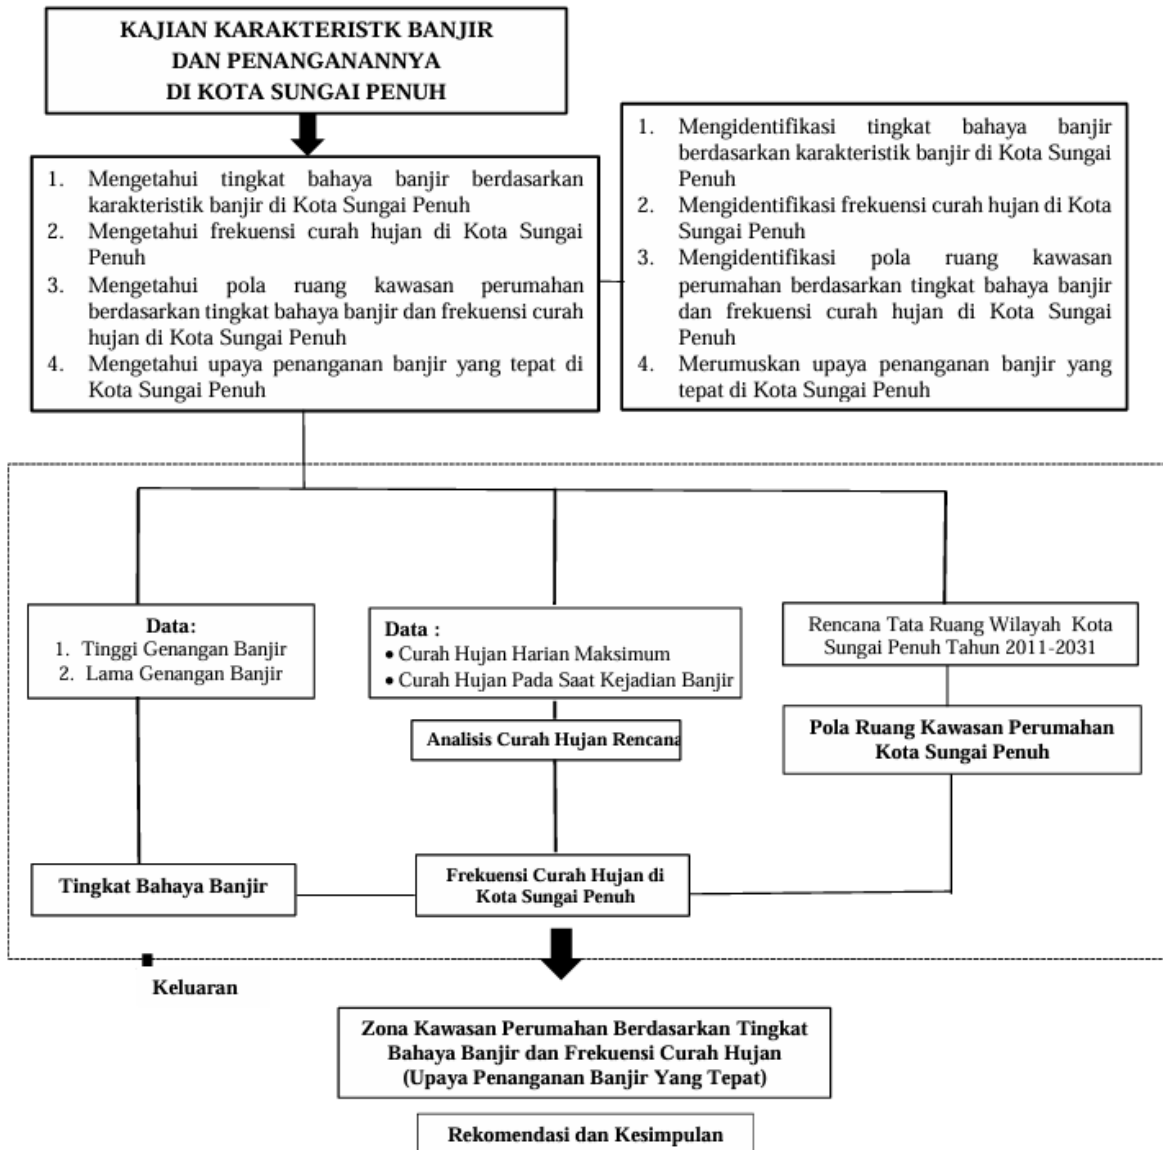 KAJIAN KARAKTERISTK BANJIR
DAN PENANGANANNYA
DI KOTA SUNGAI PENUH
1. Mengetahui tingkat bahaya banjir berdasarkan
karakteristik banjir di Kota Sungai Penuh
2. Mengetahui frekuensi curah hujan di Kota Sungai
Penuh
3. Mengetahui pola ruang kawasan perumahan
berdasarkan tingkat bahaya banjir dan frekuensi curah
hujan di Kota Sungai Penuh
4. Mengetahui upaya penanganan banjir yang tepat di
Kota Sungai Penuh
1. Mengidentifikasi tingkat bahaya banjir
berdasarkan karakteristik banjir di Kota Sungai
Penuh
2. Mengidentifikasi frekuensi curah hujan di Kota
Sungai Penuh
3. Mengidentifikasi pola ruang kawasan
perumahan berdasarkan tingkat bahaya banjir
dan frekuensi curah hujan di Kota Sungai
Penuh
4. Merumuskan upaya penanganan banjir yang
tepat di Kota Sungai Penuh
Data:
1. Tinggi Genangan Banjir
2. Lama Genangan Banjir
Data :
• Curah Hujan Harian Maksimum
• Curah Hujan Pada Saat Kejadian Banjir
Rencana Tata Ruang Wilayah Kota
Sungai Penuh Tahun 2011-2031
Analisis Curah Hujan Rencana
Pola Ruang Kawasan Perumahan
Kota Sungai Penuh
Tingkat Bahaya Banjir
Frekuensi Curah Hujan di
Kota Sungai Penuh
Keluaran
Zona Kawasan Perumahan Berdasarkan Tingkat
Bahaya Banjir dan Frekuensi Curah Hujan
(Upaya Penanganan Banjir Yang Tepat)
Rekomendasi dan Kesimpulan